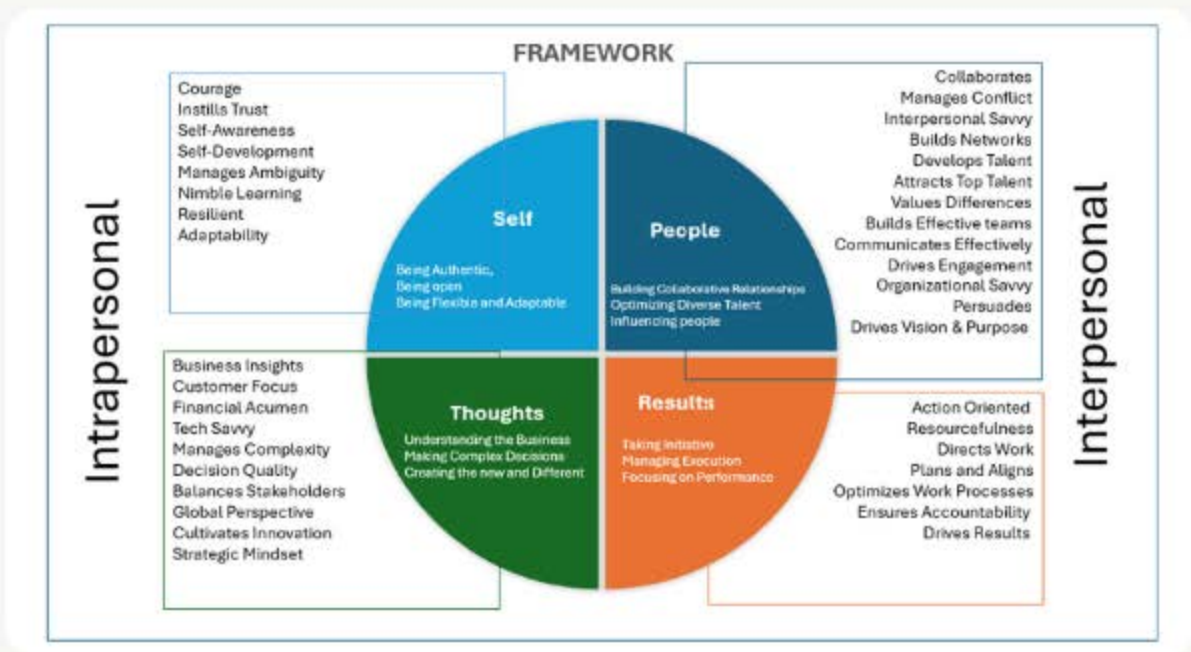 FRAMEWORK
Intrapersonal
Courage
Instills Trust
Self-Awareness
Self-Development
Manages Ambiguity
Nimble Learning
Resilient
Adaptability
Self
Being Authentic,
Being open
Being Flexible and Adaptable
People
Building Collaborative Relationships
Optimizing Diverse Talent
Influencing people
Collaborates
Manages Conflict
Interpersonal Savvy
Builds Networks
Develops Talent
Attracts Top Talent
Values Differences
Builds Effective teams
Communicates Effectively
Drives Engagement
Organizational Savvy
Persuades
Drives Vision & Purpose
Interpersonal
Business Insights
Customer Focus
Financial Acumen
Tech Savvy
Manages Complexity
Decision Quality
Balances Stakeholders
Global Perspective
Cultivates Innovation
Strategic Mindset
Thoughts
Understanding the Business
Making Complex Decisions
Creating the new and Different
Results
Taking Initiative
Managing Execution
Focusing on Performance
Action Oriented
Resourcefulness
Directs Work
Plans and Aligns
Optimizes Work Processes
Ensures Accountability
Drives Results